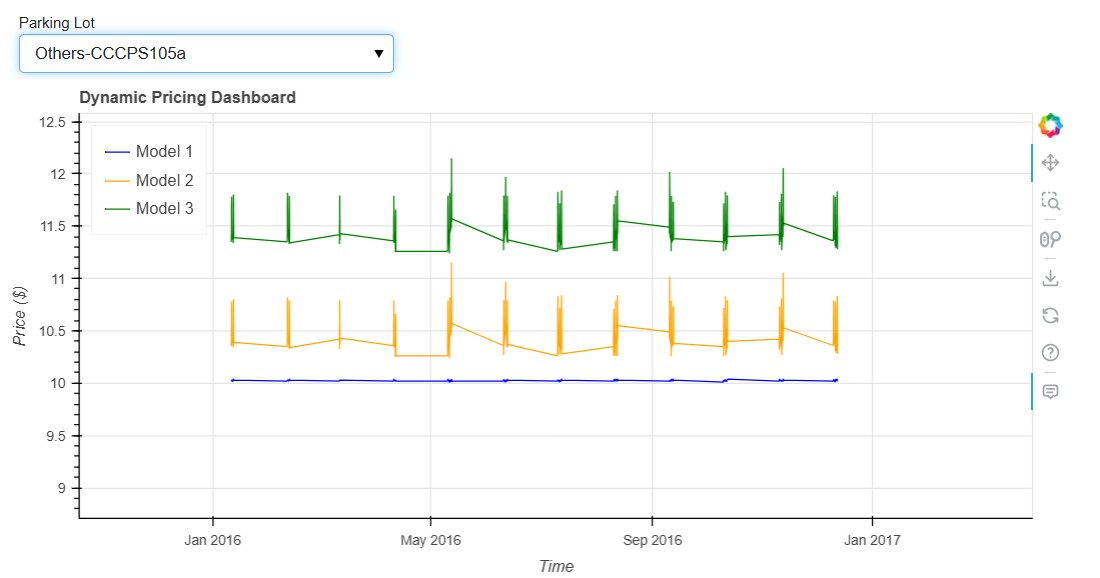 Parking Lot
Others-CCCPS105a
Dynamic Pricing Dashboard
12.5
12
11.5
11
10.5
10
9.5
9
Price ($)
Model 1
Model 2
Model 3
Jan 2016
May 2016
Sep 2016
Jan 2017
Time